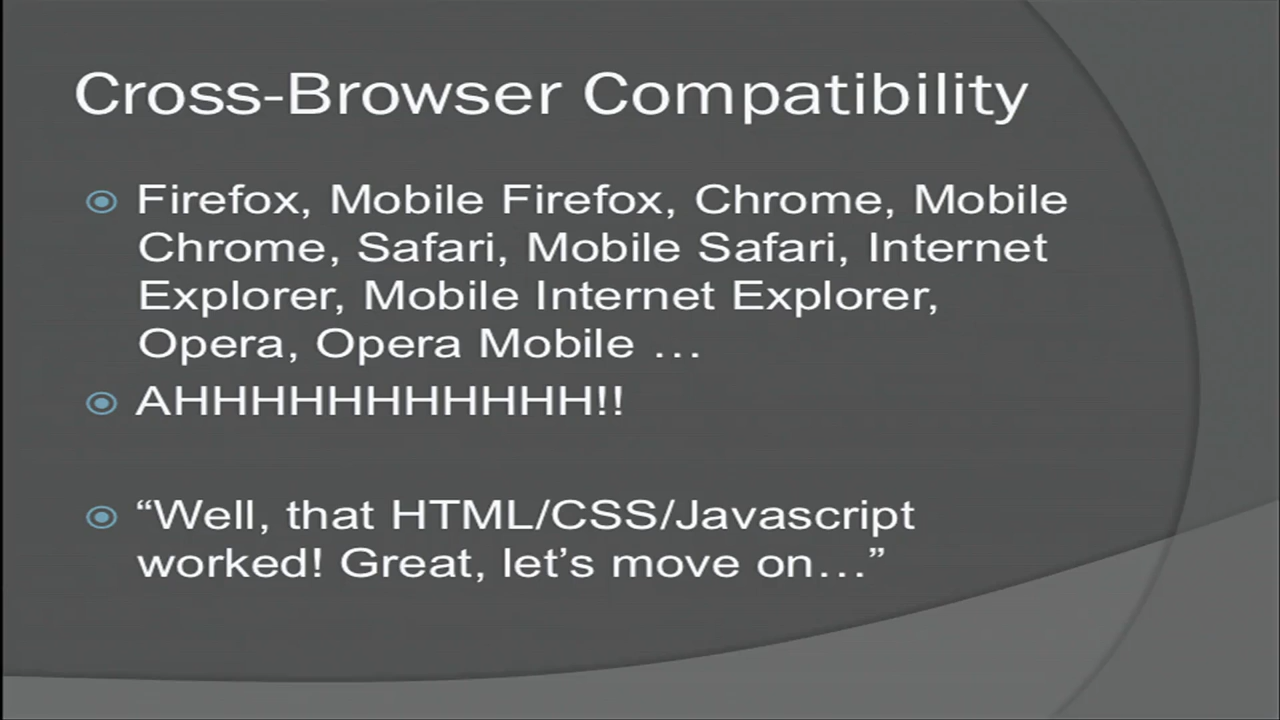 Cross-Browser Compatibility
Firefox, Mobile Firefox, Chrome, Mobile
Chrome, Safari, Mobile Safari, Internet
Explorer, Mobile Internet Explorer,
Opera, Opera Mobile …
AHHHHHHHHHHHH!!
“Well, that HTML/CSS/Javascript
worked! Great, let’s move on…”